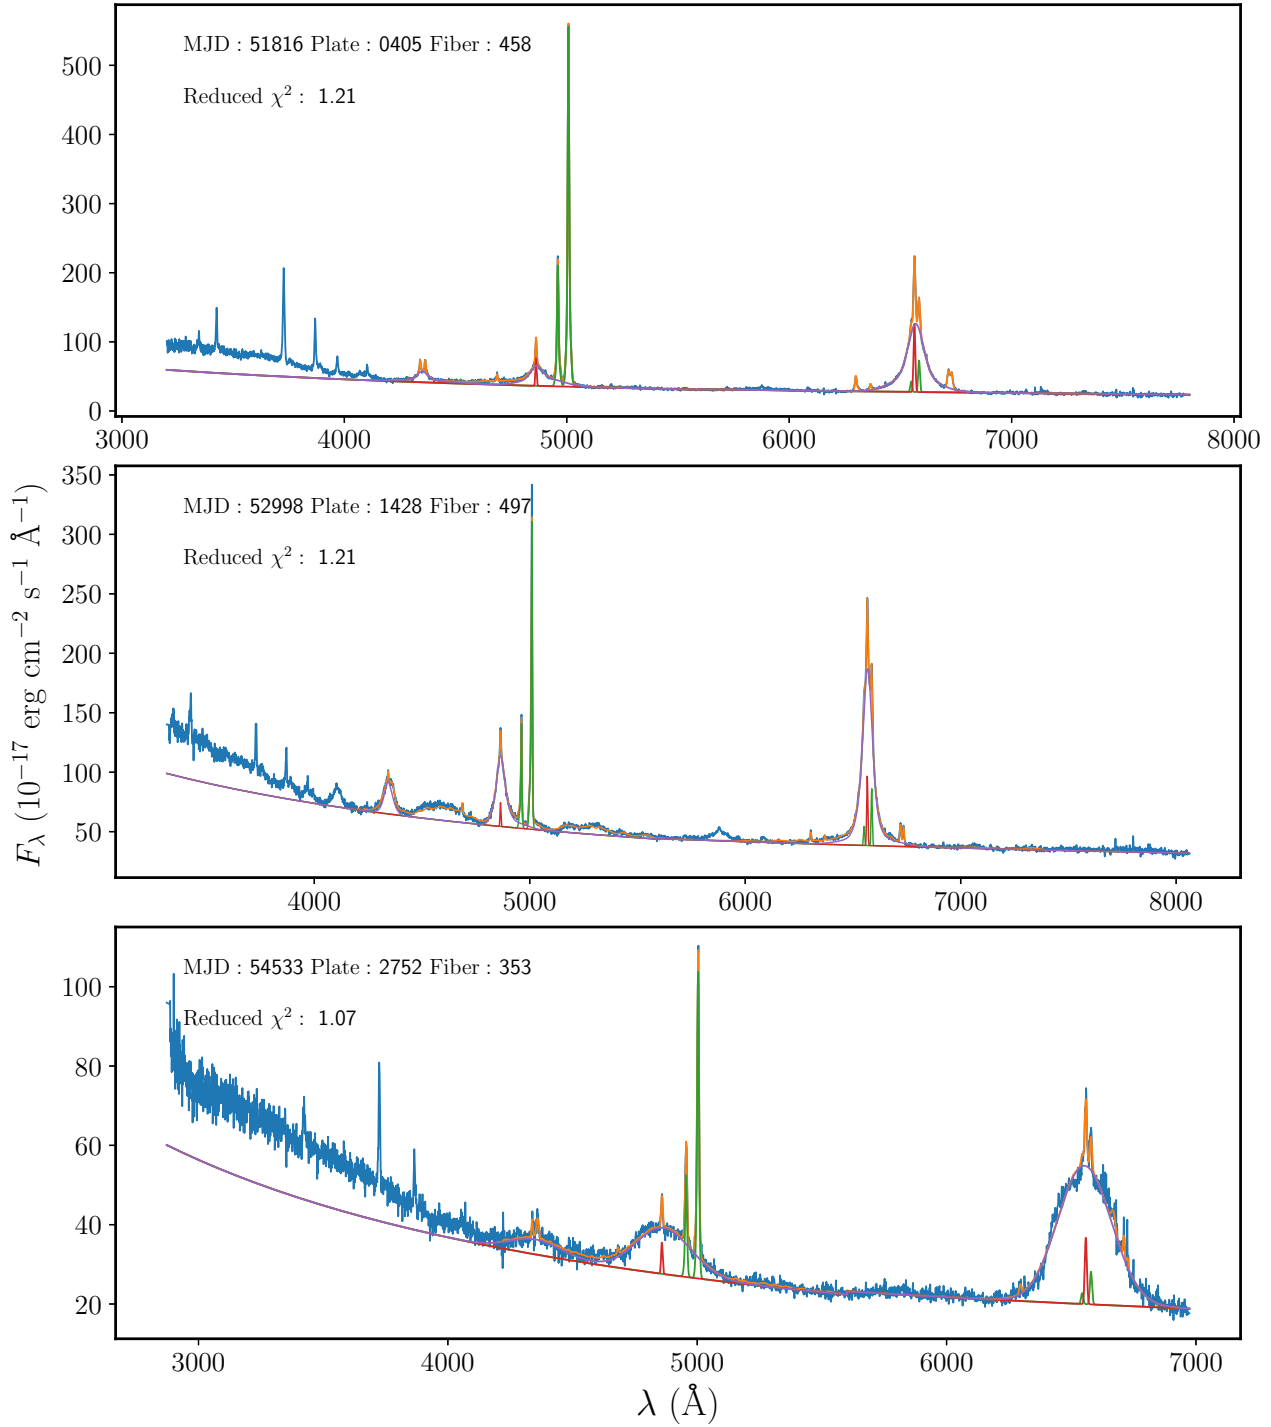 MJD : 51816 Plate : 0405 Fiber : 458
Reduced χ² : 1.21
500
400
300
200
100
0
3000 4000 5000 6000 7000 8000
MJD : 52998 Plate : 1428 Fiber : 497
Reduced χ² : 1.21
350
300
250
200
150
100
50
4000 5000 6000 7000 8000
Fλ (10⁻¹⁷ erg cm⁻² s⁻¹ Å⁻¹)
MJD : 54533 Plate : 2752 Fiber : 353
Reduced χ² : 1.07
100
80
60
40
20
3000 4000 5000 6000 7000
λ (Å)